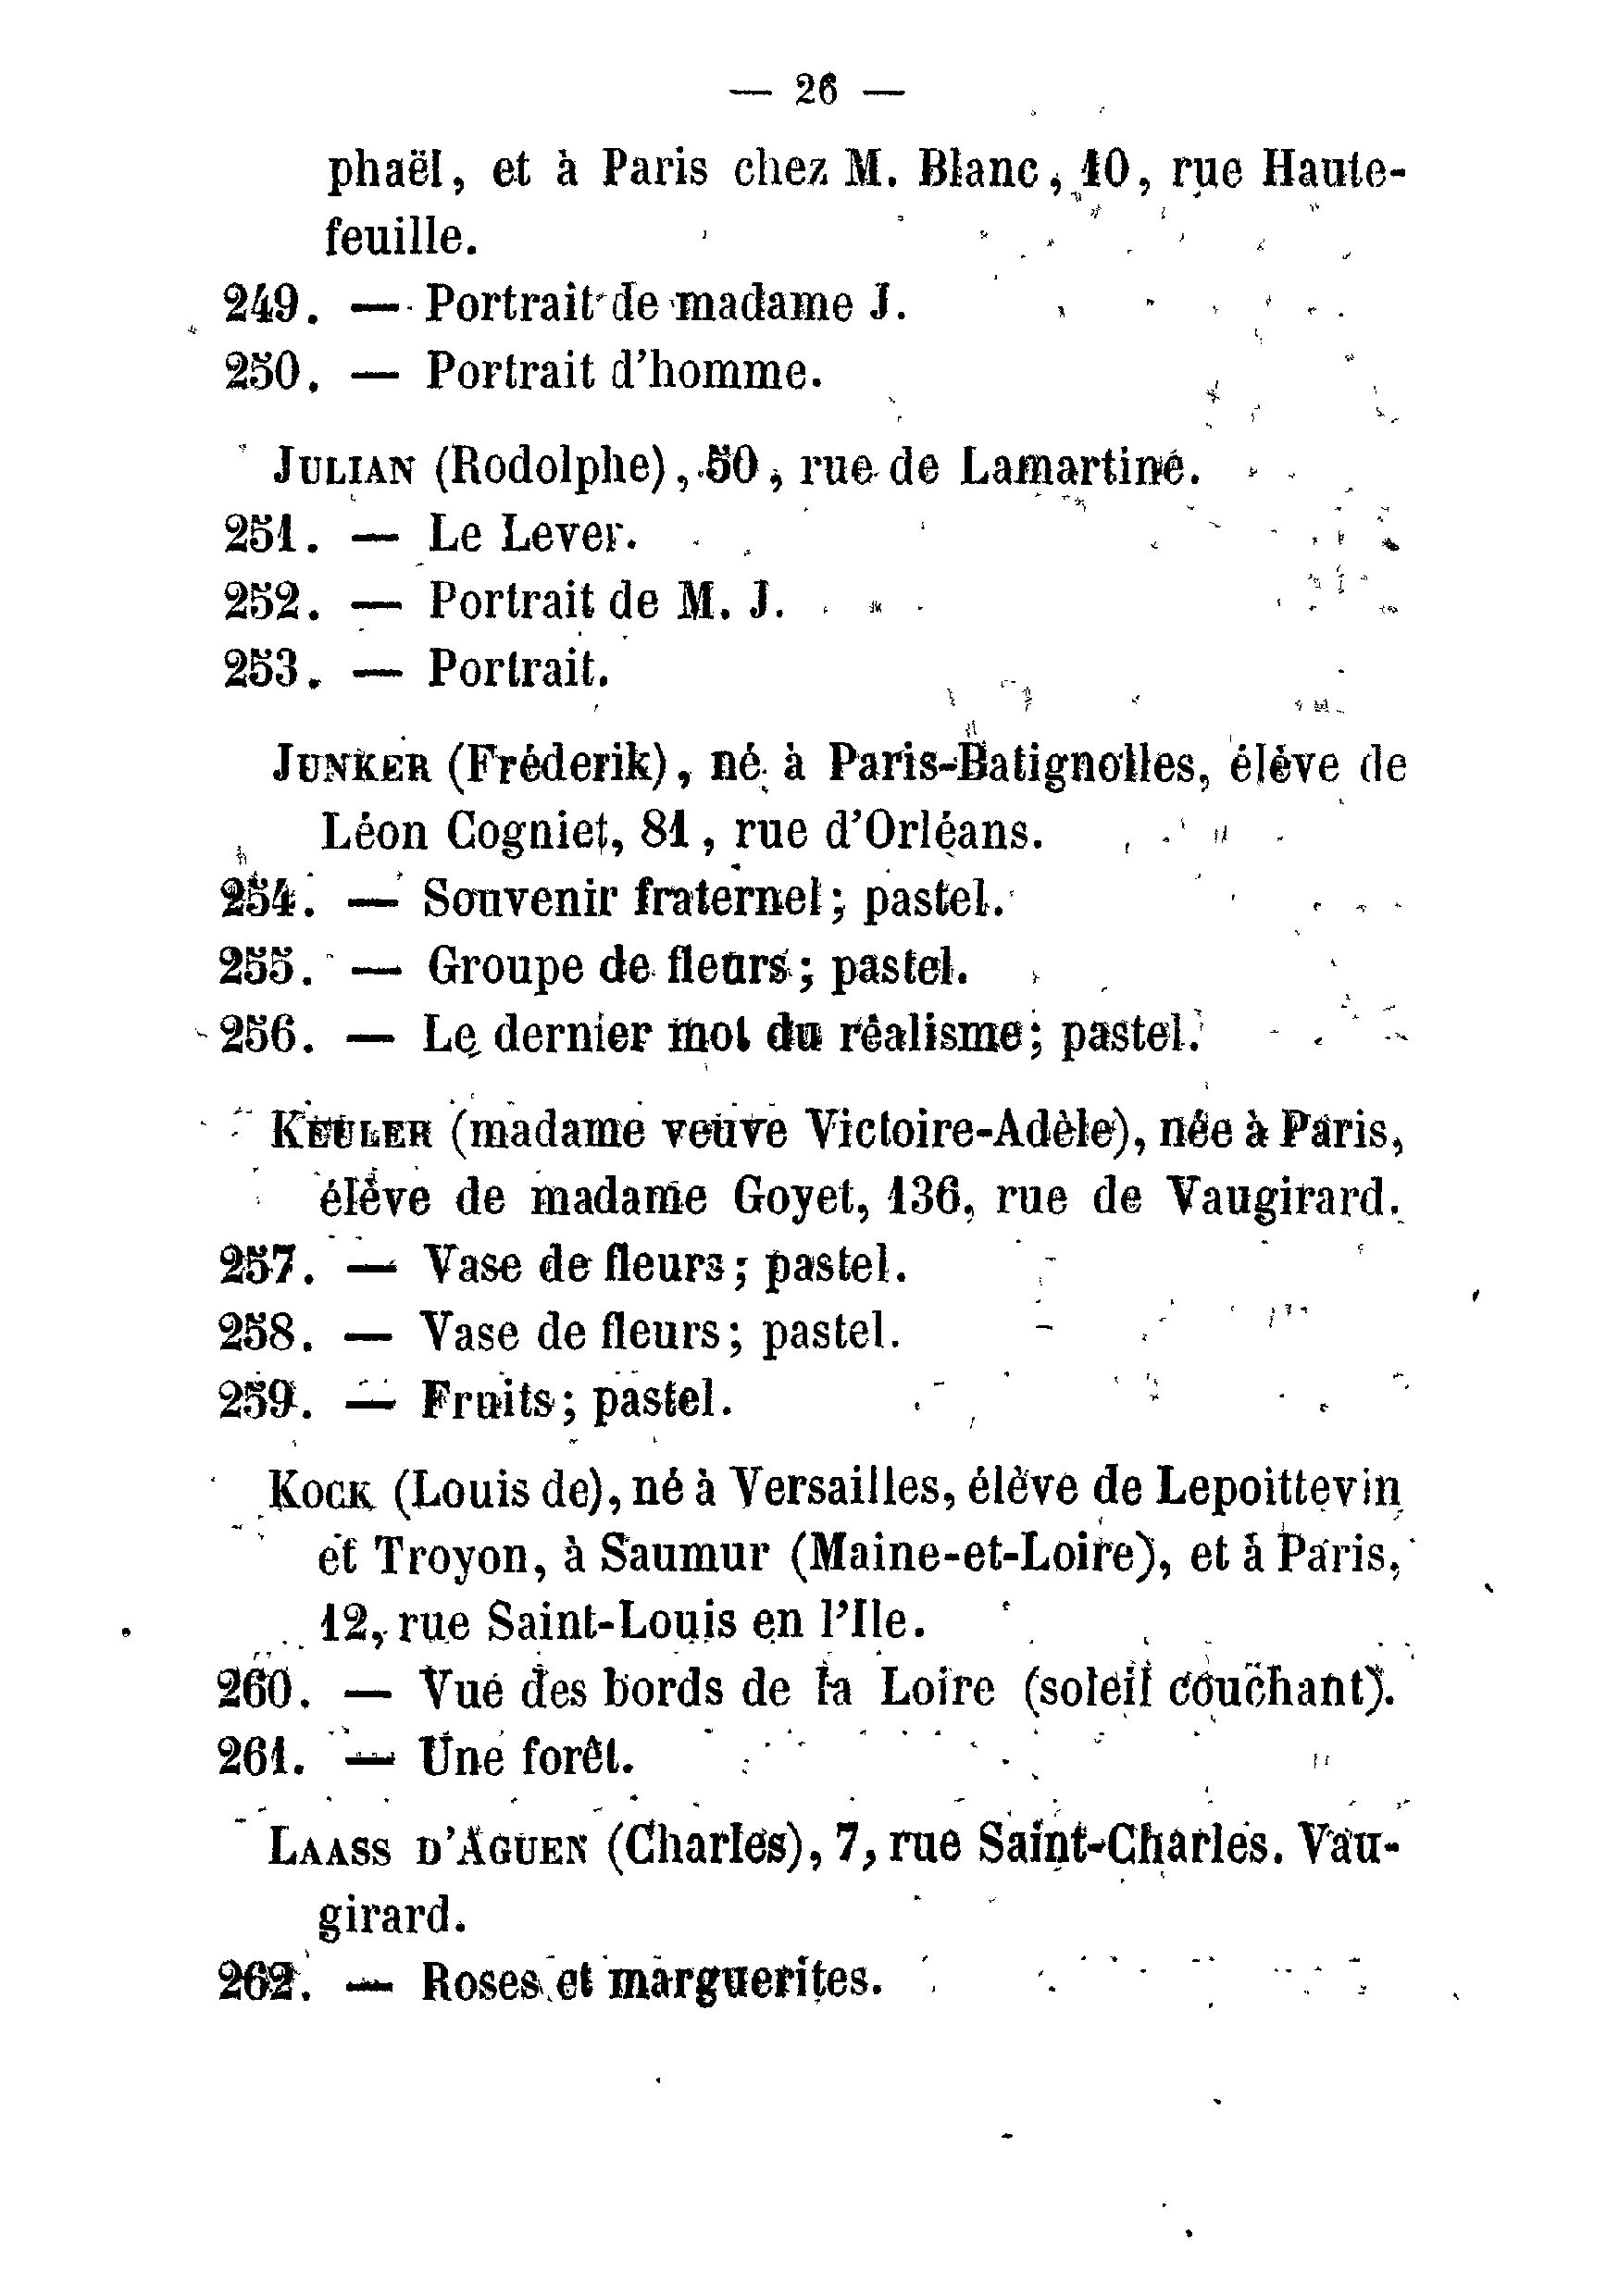 — 26 —
phaël, et à Paris chez M. Blanc, 10, rue Haute-
feuille.
249. — Portrait de madame J.
250. — Portrait d'homme.
JULIAN (Rodolphe), 50, rue de Lamartine.
251. — Le Lever.
252. — Portrait de M. J.
253. — Portrait.
JUNKER (Fréderik), né à Paris-Batignolles, élève de
Léon Cogniet, 81, rue d'Orléans.
254. — Souvenir fraternel; pastel.
255. — Groupe de fleurs; pastel.
256. — Le dernier mot du réalisme; pastel.
KEULER (madame veuve Victoire-Adèle), née à Paris,
élève de madame Goyet, 136, rue de Vaugirard.
257. — Vase de fleurs; pastel.
258. — Vase de fleurs; pastel.
259. — Fruits; pastel.
KOCK (Louis de), né à Versailles, élève de Lepoittevin
et Troyon, à Saumur (Maine-et-Loire), et à Paris,
12, rue Saint-Louis en l'Ile.
260. — Vue des bords de la Loire (soleil couchant).
261. — Une forêt.
LAASS D'AGUEN (Charles), 7, rue Saint-Charles. Vau-
girard.
262. — Roses et marguerites.